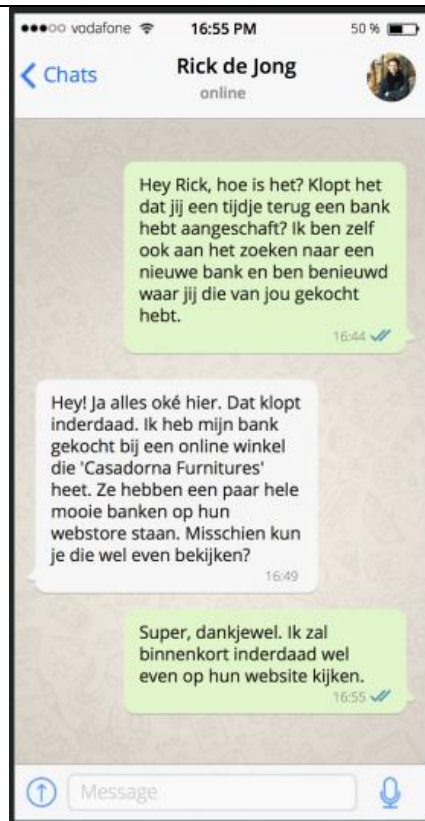 vodafone 16:55 PM 50 %
Chats Rick de Jong
online
Hey Rick, hoe is het? Klopt het
dat jij een tijdje terug een bank
hebt aangeschaft? Ik ben zelf
ook aan het zoeken naar een
nieuwe bank en ben benieuwd
waar jij die van jou gekocht
hebt.
16:44
Hey! Ja alles oké hier. Dat klopt
inderdaad. Ik heb mijn bank
gekocht bij een online winkel
die 'Casadorna Furnitures'
heet. Ze hebben een paar hele
mooie banken op hun
webstore staan. Misschien kun
je die wel even bekijken?
16:49
Super, dankjewel. Ik zal
binnenkort inderdaad wel
even op hun website kijken.
16:55
Message